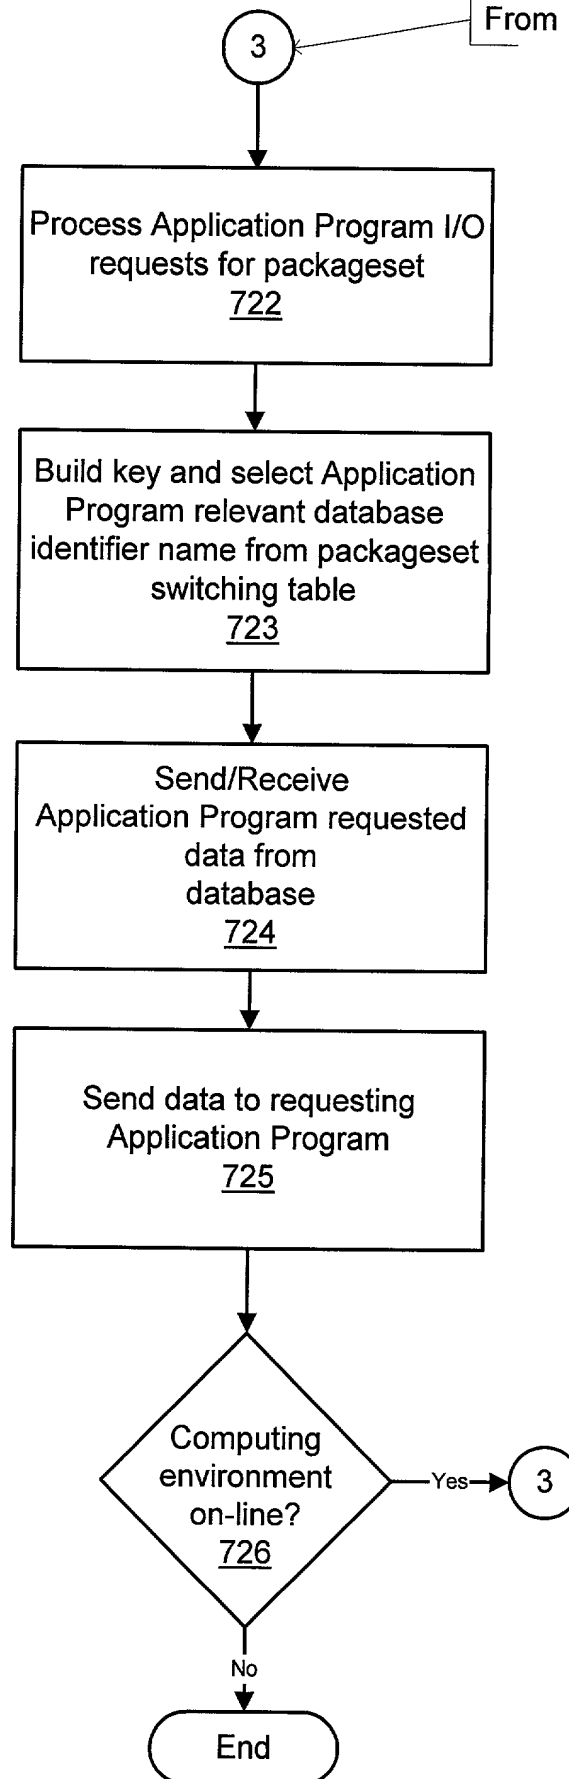 From
3
Process Application Program I/O
requests for packageset
722
Build key and select Application
Program relevant database
identifier name from packageset
switching table
723
Send/Receive
Application Program requested
data from
database
724
Send data to requesting
Application Program
725
Computing
environment
on-line?
726
Yes
3
No
End